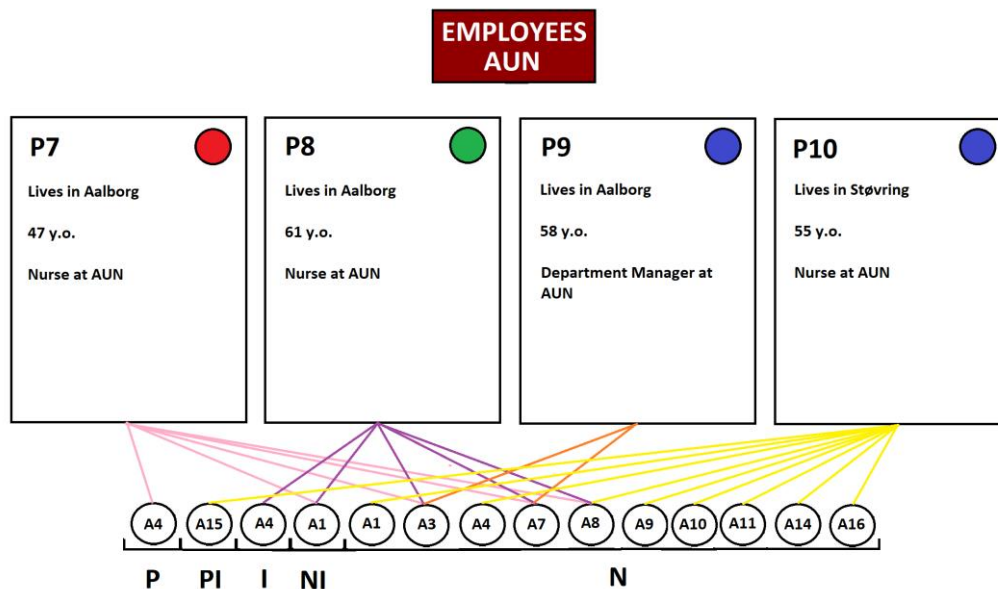 EMPLOYEES
AUN
P7
Lives in Aalborg
47 y.o.
Nurse at AUN
P8
Lives in Aalborg
61 y.o.
Nurse at AUN
P9
Lives in Aalborg
58 y.o.
Department Manager at
AUN
P10
Lives in Støvring
55 y.o.
Nurse at AUN
A4 A15 A4 A1 A1 A3 A4 A7 A8 A9 A10 A11 A14 A16
P PI I NI N